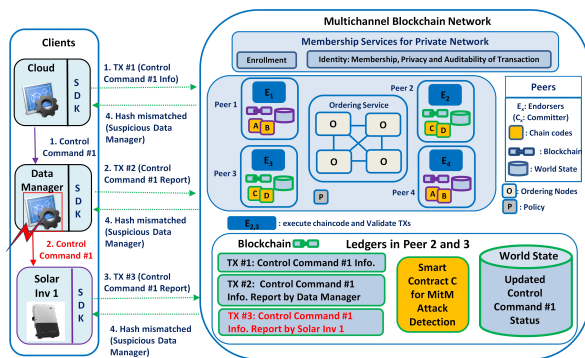 Multichannel Blockchain Network
Clients
Membership Services for Private Network
Enrollment
Identity: Membership, Privacy and Auditability of Transaction
Cloud
S
D
K
1. TX #1 (Control
Command #1 Info)
4. Hash mismatched
(Suspicious Data
Manager)
1. Control
Command #1
Data
Manager
S
D
K
2. TX #2 (Control
Command #1 Report)
4. Hash mismatched
(Suspicious Data
Manager)
2. Control
Command #1
Solar
Inv 1
S
D
K
3. TX #3 (Control
Command #1 Report)
4. Hash mismatched
(Suspicious Data
Manager)
Peer 1
E1
A
B
Peer 2
E2
C
D
Peer 3
E3
C
D
Peer 4
E4
A
B
Ordering Service
O
O
O
O
P
Peers
Ex: Endorsers
(Cx: Committer)
Chain codes
Blockchain
World State
O
Ordering Nodes
P
Policy
E2,3
: execute chaincode and Validate TXs
Blockchain
Ledgers in Peer 2 and 3
TX #1: Control Command #1 Info.
TX #2: Control Command #1
Info. Report by Data Manager
TX #3: Control Command #1
Info. Report by Solar Inv 1
Smart
Contract C
for MitM
Attack
Detection
World State
Updated
Control
Command #1
Status